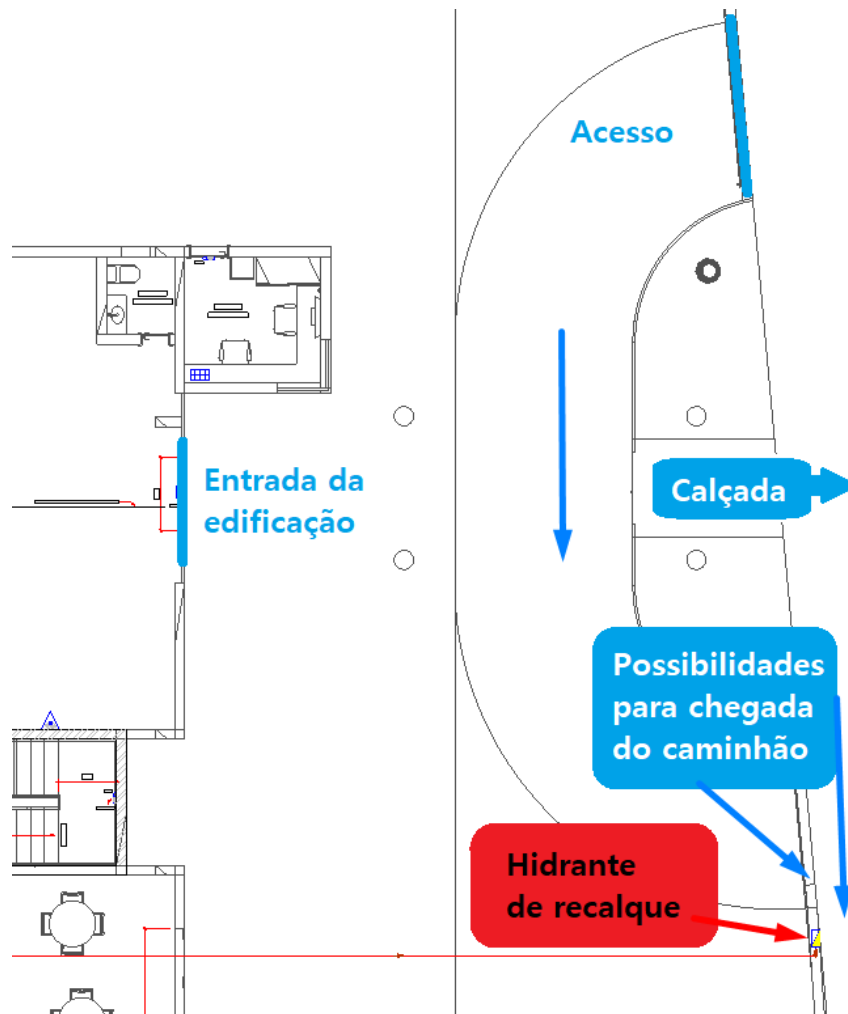 Acesso
Entrada da
edificação
Calçada
Possibilidades
para chegada
do caminhão
Hidrante
de recalque